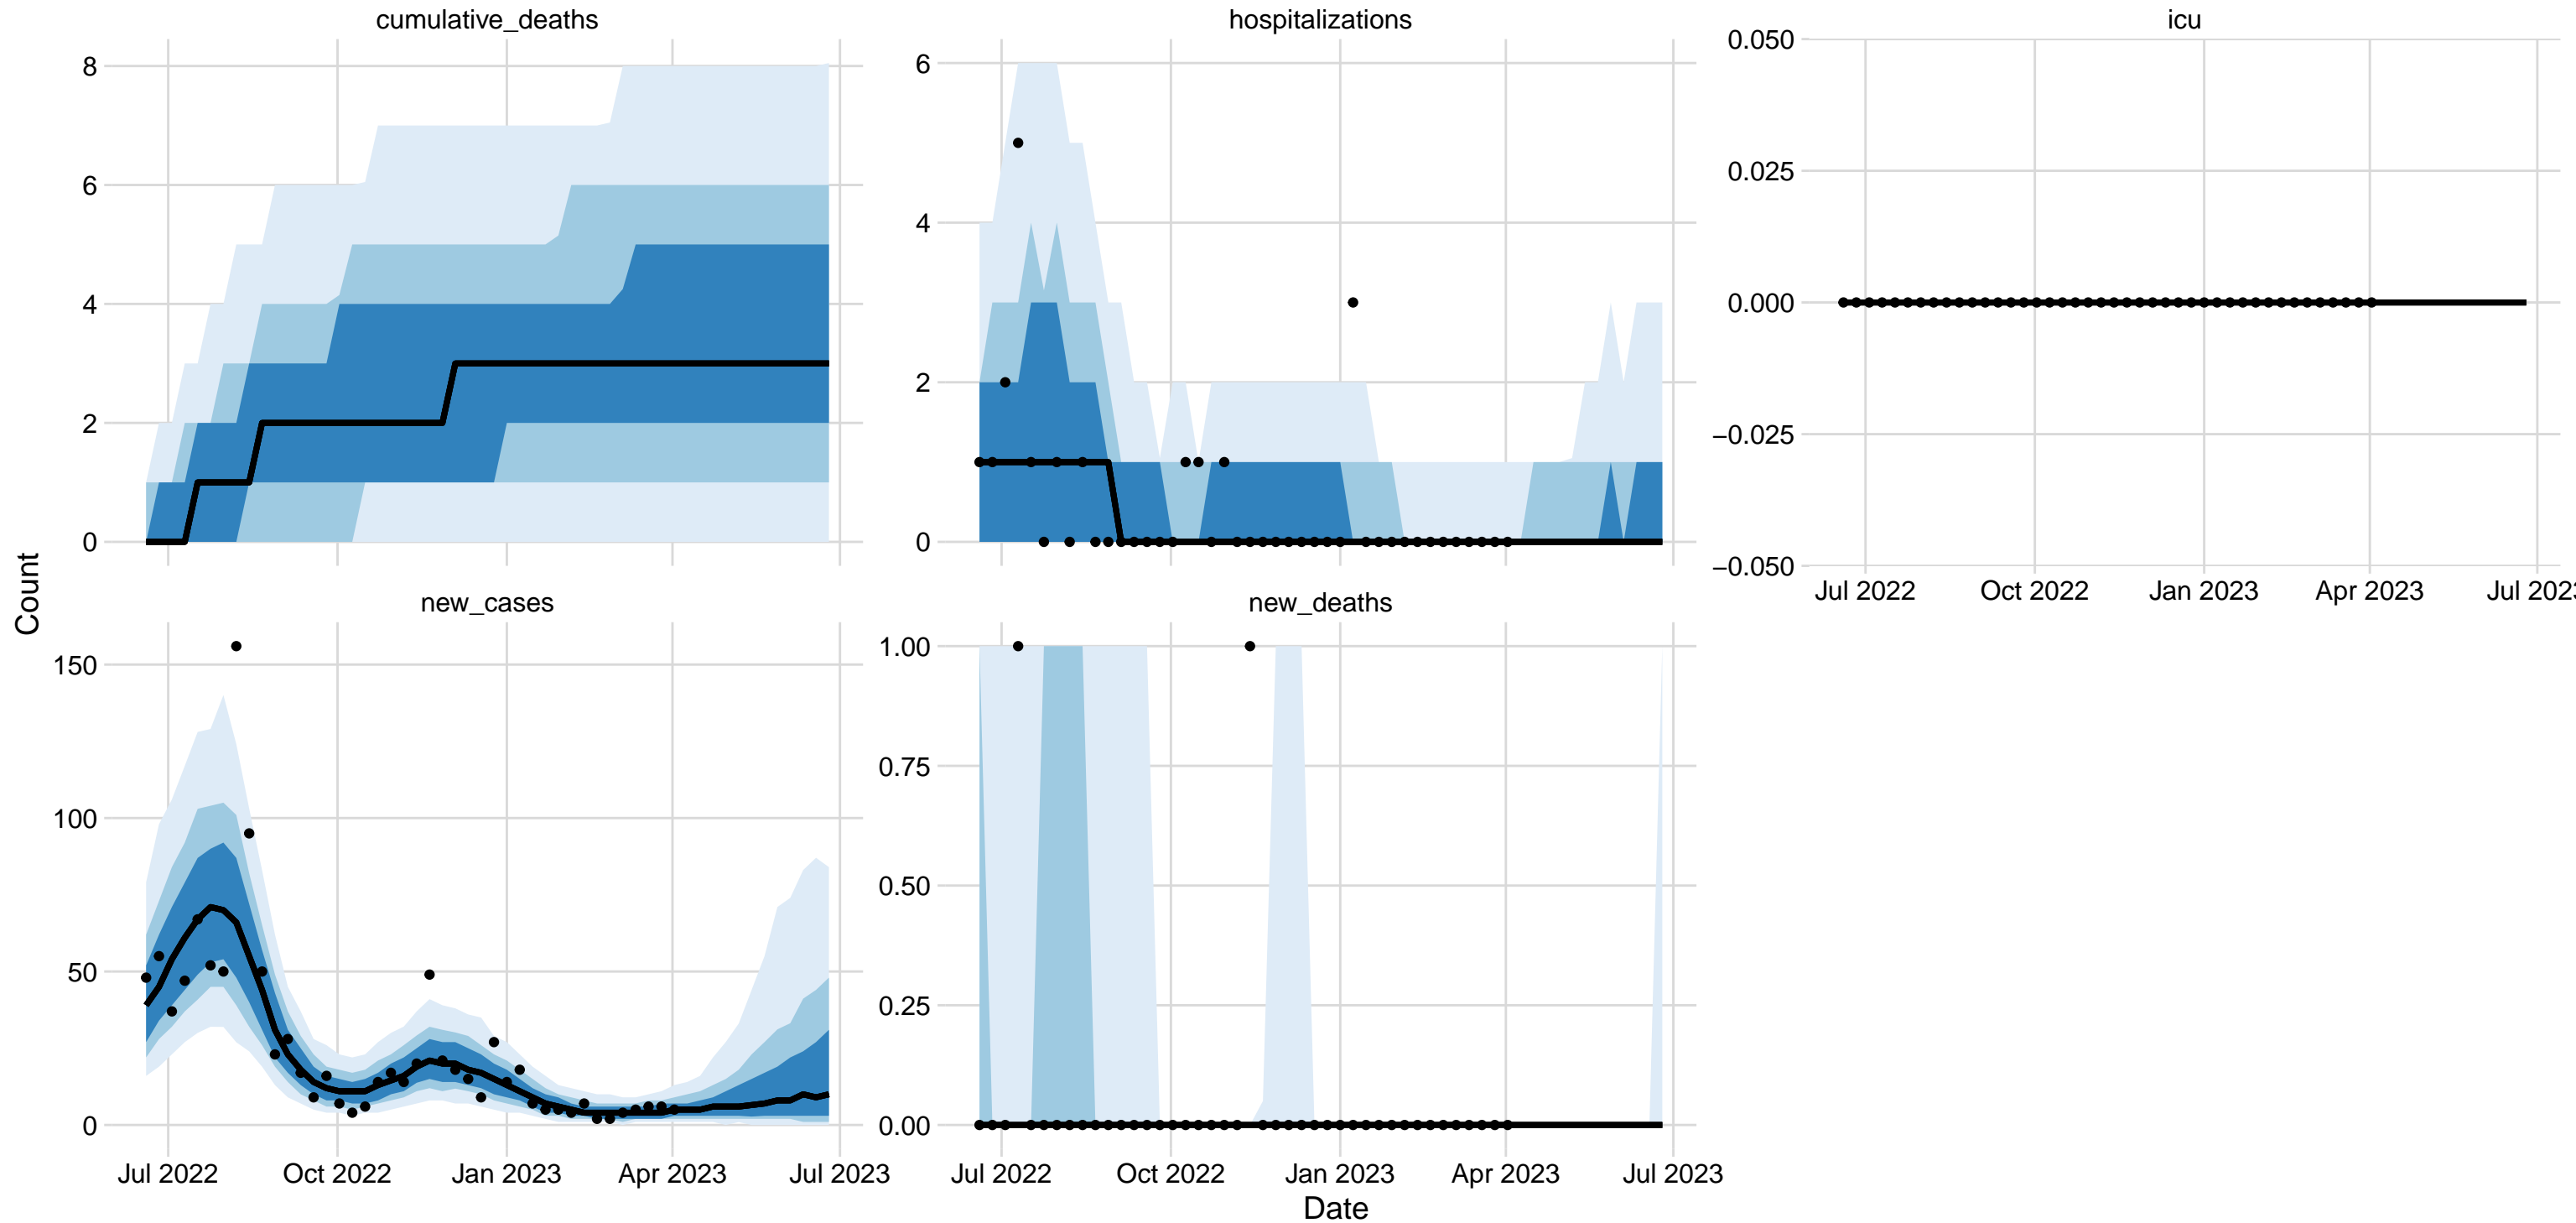 cumulative_deaths
hospitalizations
icu
8
6
4
2
0
6
4
2
0
0.050
0.025
0.000
−0.025
−0.050
Jul 2022 Oct 2022 Jan 2023 Apr 2023 Jul 202
Count
new_cases
new_deaths
150
100
50
0
1.00
0.75
0.50
0.25
0.00
Jul 2022 Oct 2022 Jan 2023 Apr 2023 Jul 2023
Jul 2022 Oct 2022 Jan 2023 Apr 2023 Jul 2023
Date